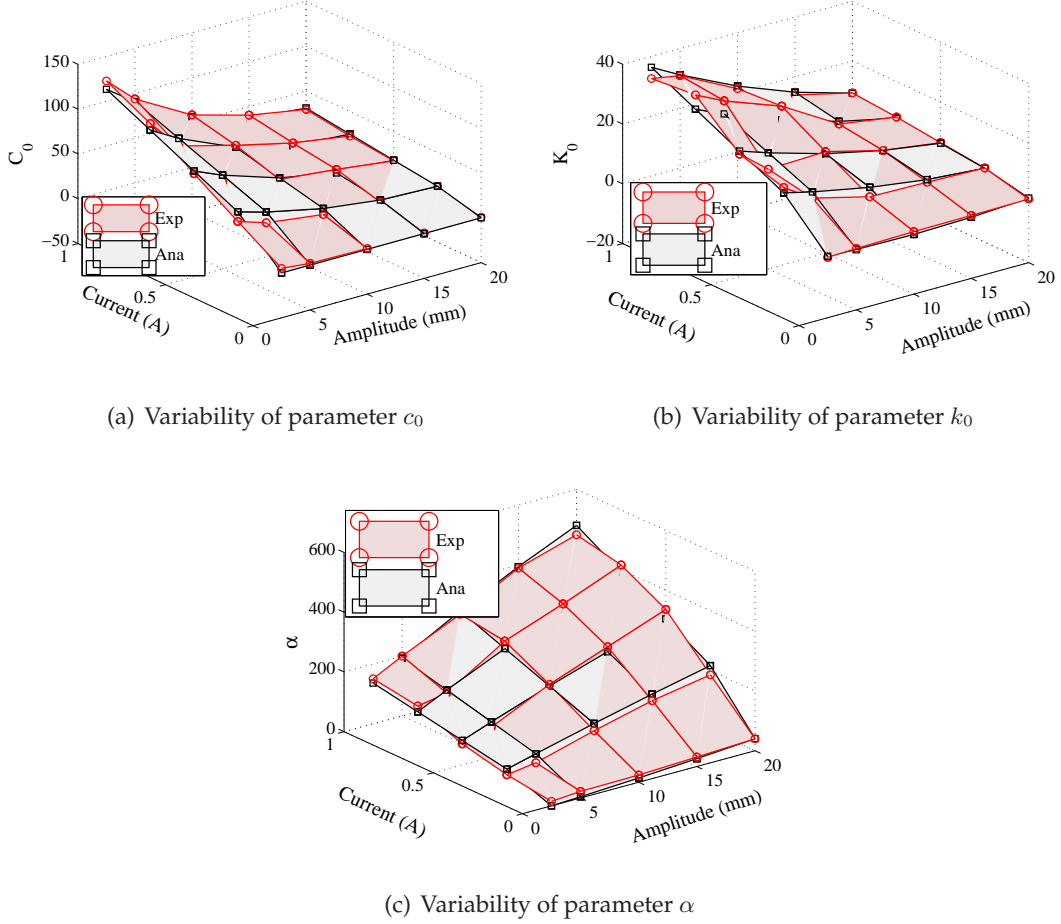 150
100
50
0
−50
C0
1
0.5
0
Current (A)
0
5
10
15
20
Amplitude (mm)
Exp
Ana
(a) Variability of parameter c0
40
20
0
−20
K0
1
0.5
0
Current (A)
0
5
10
15
20
Amplitude (mm)
Exp
Ana
(b) Variability of parameter k0
600
400
200
0
α
1
0.5
0
Current (A)
0
5
10
15
20
Amplitude (mm)
Exp
Ana
(c) Variability of parameter α